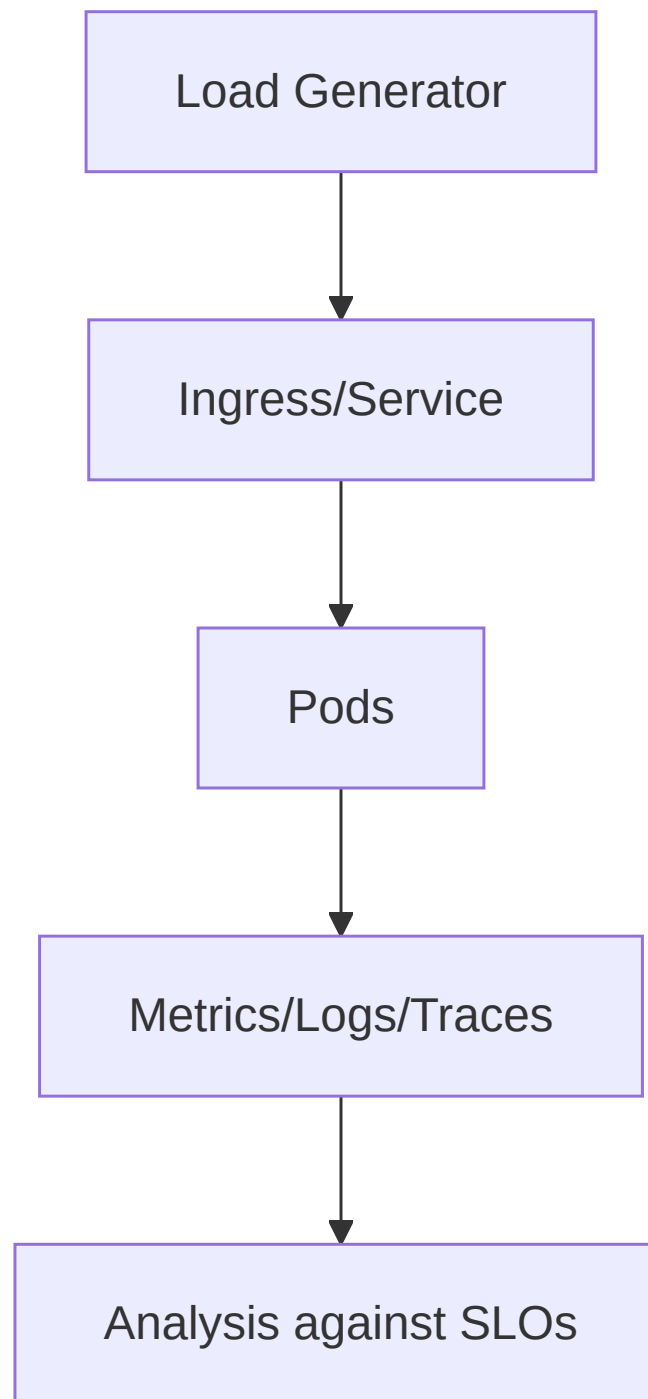 Load Generator
Ingress/Service
Pods
Metrics/Logs/Traces
Analysis against SLOs